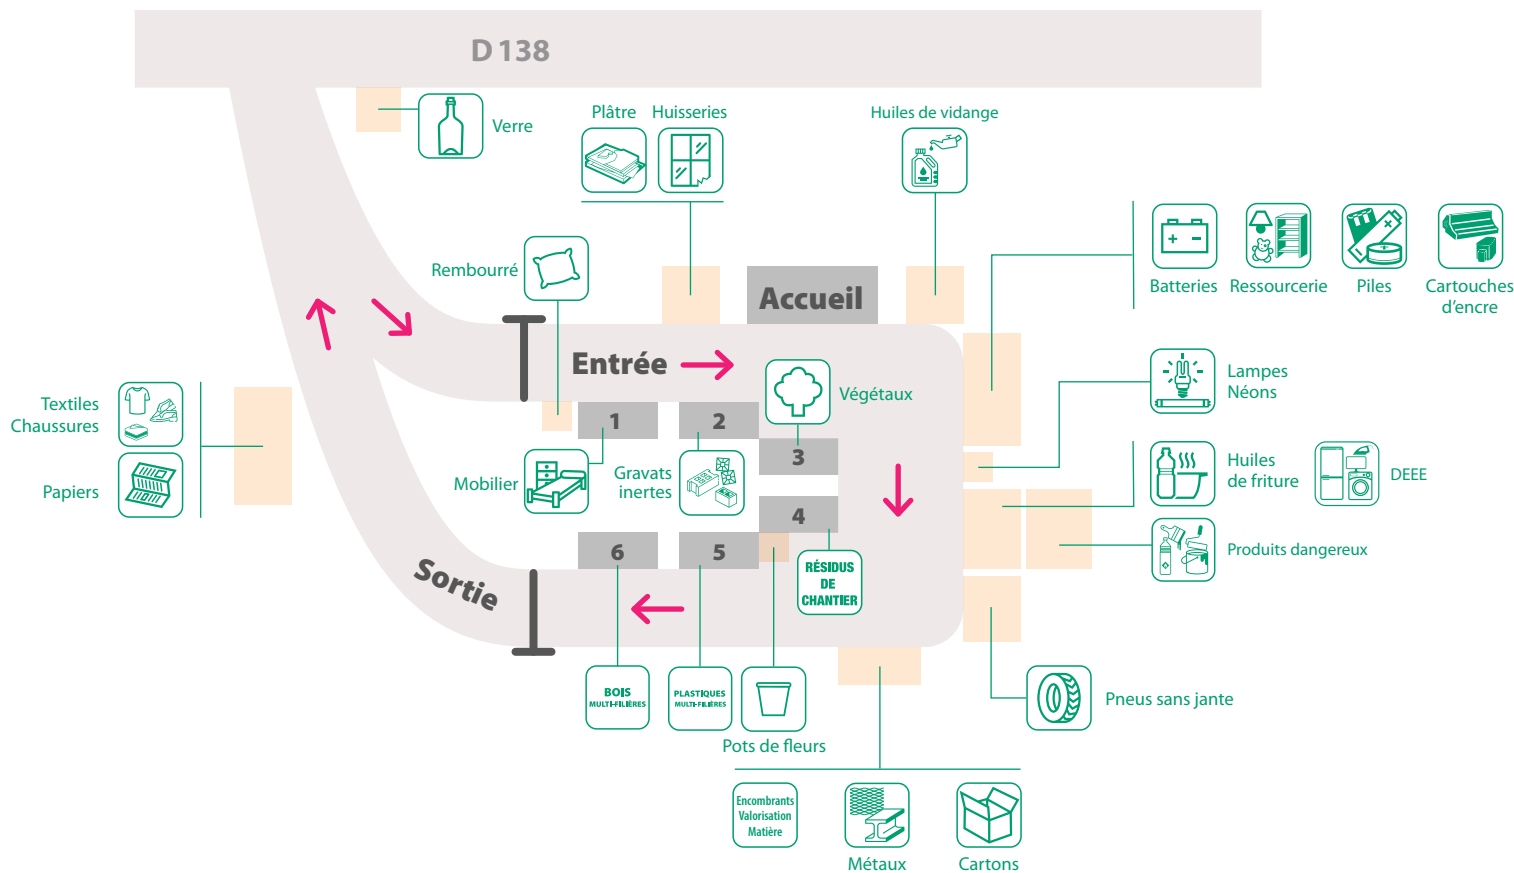 D 138
Verre
Plâtre
Huisseries
Huiles de vidange
Rembourré
Accueil
Batteries
Ressourcerie
Piles
Cartouches
d'encre
Entrée
Végétaux
Lampes
Néons
Textiles
Chaussures
Papiers
1
2
3
Mobilier
Gravats
inertes
4
Huiles
de friture
DEEE
6
5
Produits dangereux
RÉSIDUS
DE
CHANTIER
Sortie
BOIS
MULTI-FILIÈRES
PLASTIQUES
MULTI-FILIÈRES
Pots de fleurs
Pneus sans jante
Encombrants
Valorisation
Matière
Métaux
Cartons